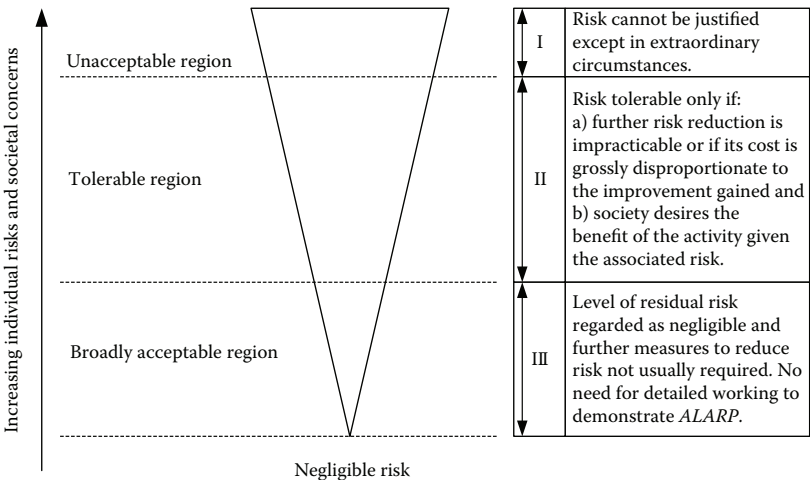 Increasing individual risks and societal concerns
Unacceptable region
Tolerable region
Broadly acceptable region
Negligible risk
I
Risk cannot be justified
except in extraordinary
circumstances.
II
Risk tolerable only if:
a) further risk reduction is
impracticable or if its cost is
grossly disproportionate to
the improvement gained and
b) society desires the
benefit of the activity given
the associated risk.
III
Level of residual risk
regarded as negligible and
further measures to reduce
risk not usually required. No
need for detailed working to
demonstrate ALARP.